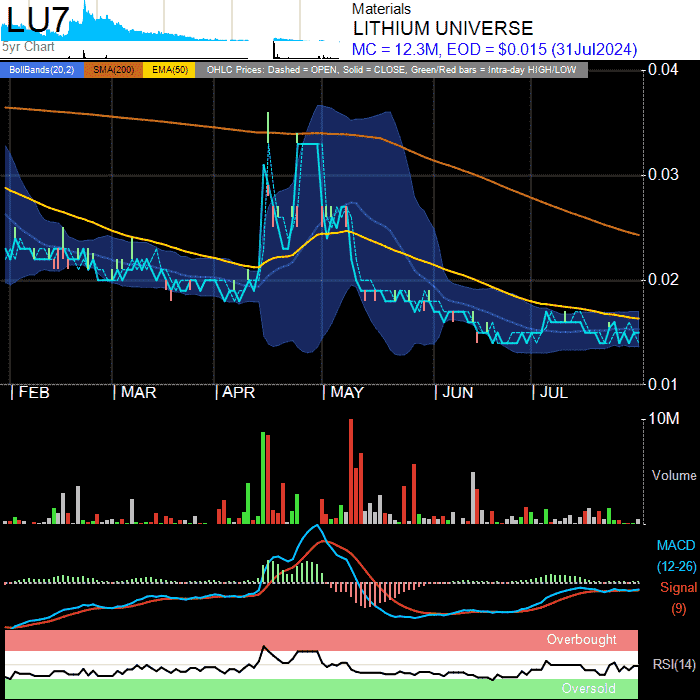 LU7
5yr Chart
Materials
LITHIUM UNIVERSE
MC = 12.3M, EOD = $0.015 (31Jul2024)
BollBands(20,2) SMA(200) EMA(50) OHLC Prices: Dashed = OPEN, Solid = CLOSE, Green/Red bars = Intra-day HIGH/LOW
0.04
0.03
0.02
0.01
FEB MAR APR MAY JUN JUL
10M
Volume
MACD
(12-26)
Signal
(9)
Overbought
RSI(14)
Oversold